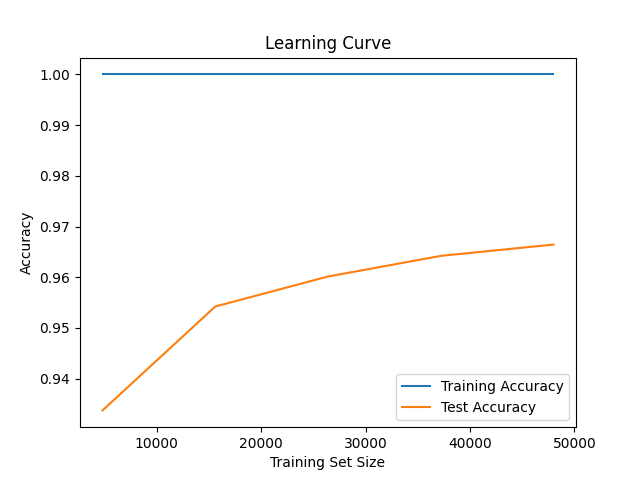 Learning Curve
1.00
0.99
0.98
0.97
0.96
0.95
0.94
Accuracy
Training Accuracy
Test Accuracy
10000 20000 30000 40000 50000
Training Set Size